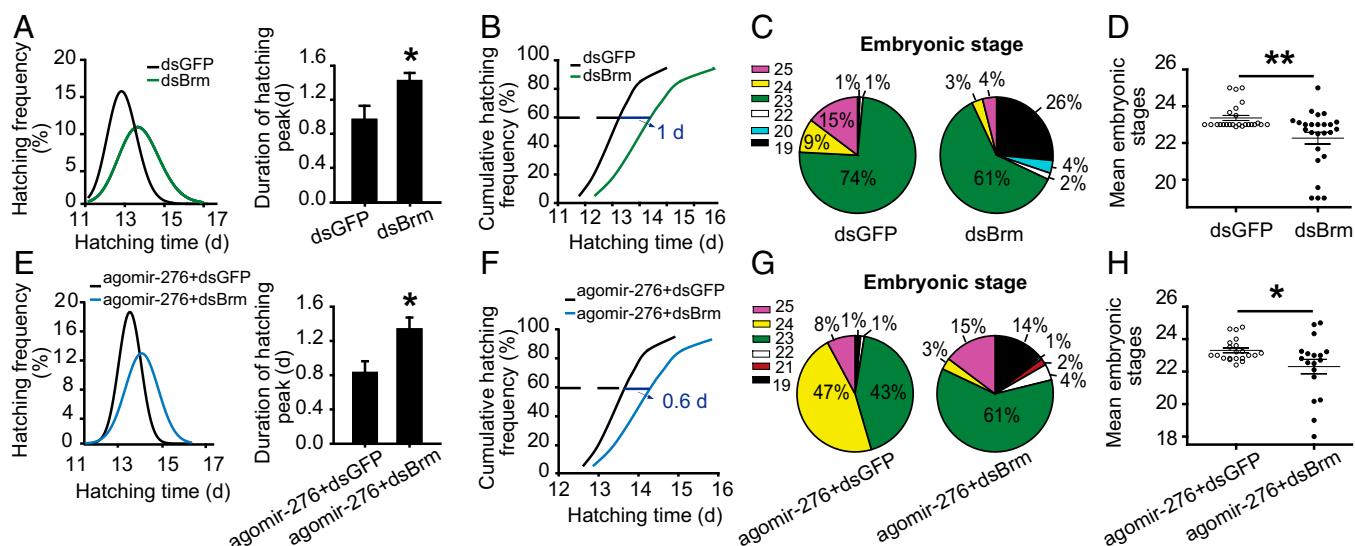 A
dsGFP
dsBrm
Hatching frequency
(%)
20
15
10
5
0
11 13 15 17
Hatching time (d)
Duration of hatching
peak(d)
1.6
1.2
0.8
0.4
0
*
dsGFP
dsBrm
B
dsGFP
dsBrm
Cumulative hatching
frequency (%)
100
80
60
40
20
0
1 d
11 12 13 14 15 16
Hatching time (d)
C
Embryonic stage
25
24
23
22
20
19
1%
1%
15%
9%
74%
dsGFP
3%
4%
26%
4%
2%
61%
dsBrm
D
**
Mean embryonic
stages
26
24
22
20
dsGFP
dsBrm
E
agomir-276+dsGFP
agomir-276+dsBrm
Hatching frequency
(%)
20
16
12
8
4
0
11 13 15 17
Hatching time (d)
Duration of hatching
peak (d)
1.6
1.2
0.8
0.4
0.0
*
agomir-276+dsGFP
agomir-276+dsBrm
F
agomir-276+dsGFP
agomir-276+dsBrm
Cumulative hatching
frequency (%)
100
80
60
40
20
0
0.6 d
12 13 14 15 16
Hatching time (d)
G
Embryonic stage
25
24
23
22
21
19
8%
1%
1%
47%
43%
agomir-276+dsGFP
15%
14%
1%
2%
4%
3%
61%
agomir-276+dsBrm
H
*
Mean embryonic
stages
26
24
22
20
18
agomir-276+dsGFP
agomir-276+dsBrm